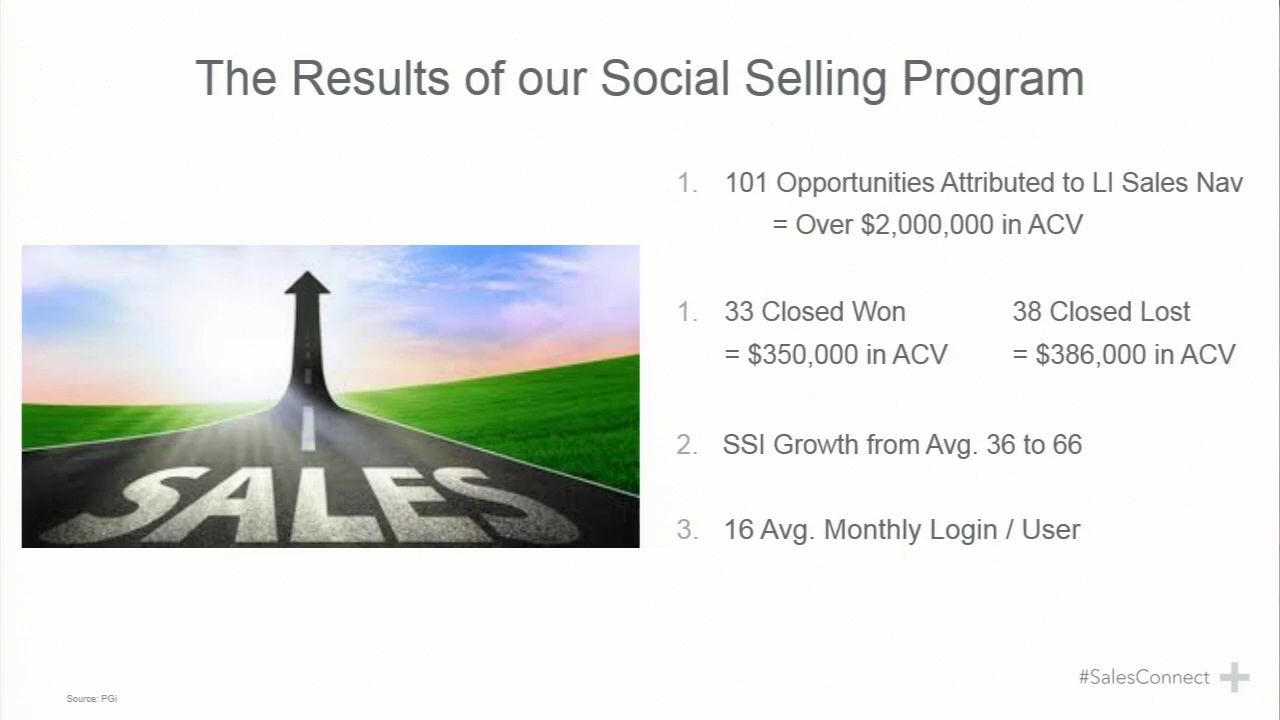 The Results of our Social Selling Program
1. 101 Opportunities Attributed to LI Sales Nav
= Over $2,000,000 in ACV
1. 33 Closed Won 38 Closed Lost
= $350,000 in ACV = $386,000 in ACV
2. SSI Growth from Avg. 36 to 66
3. 16 Avg. Monthly Login / User
SALES
#SalesConnect
Source: PGi